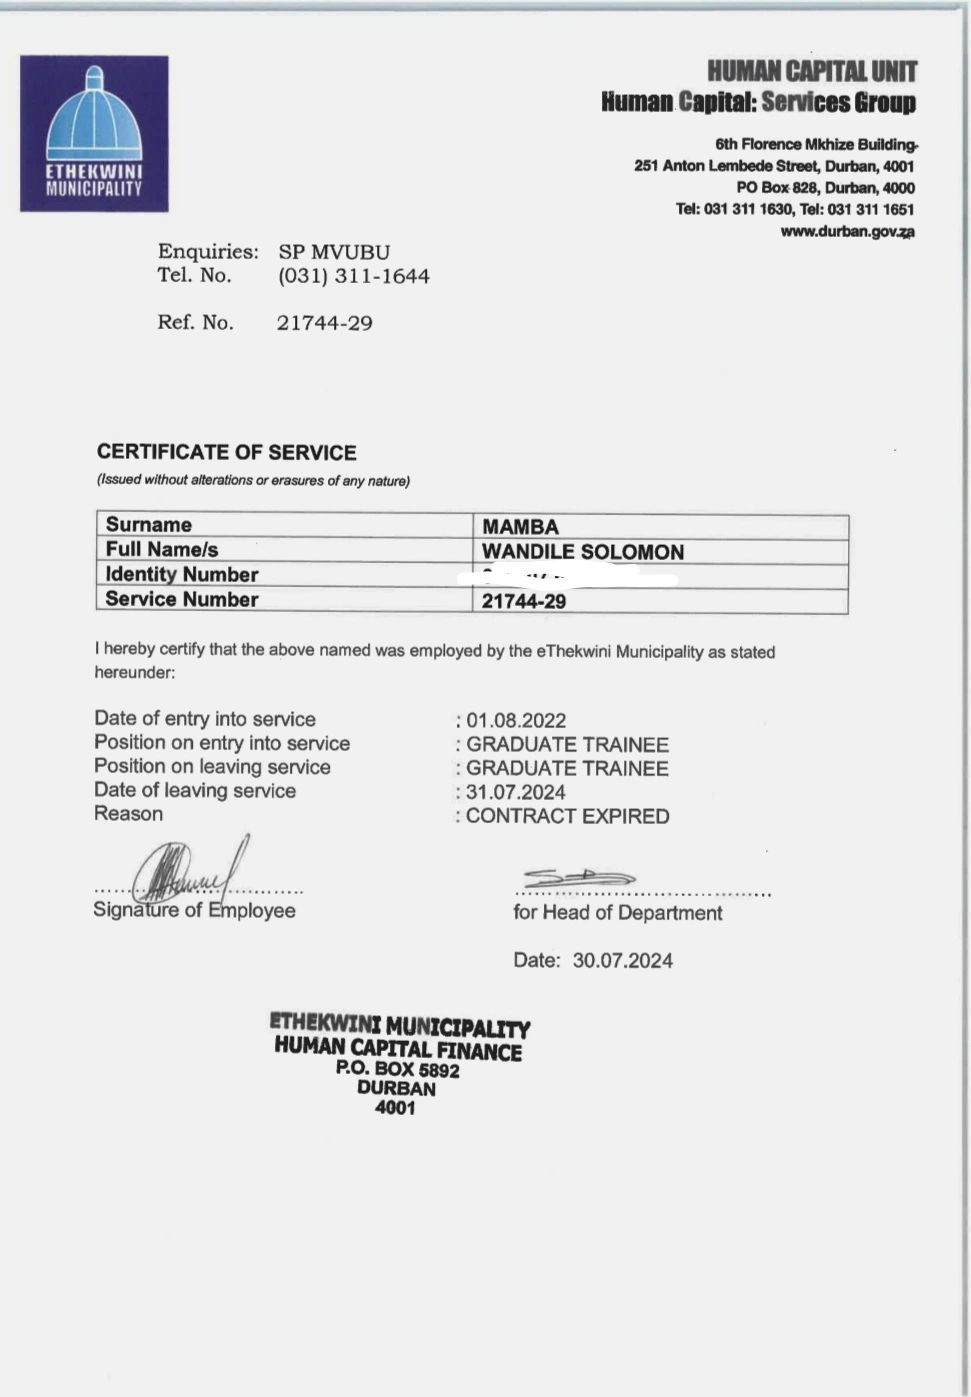 ETHEKWINI
MUNICIPALITY
HUMAN CAPITAL UNIT
Human Capital: Services Group
6th Florence Mkhize Building
251 Anton Lembede Street, Durban, 4001
PO Box 828, Durban, 4000
Tel: 031 311 1630, Tel: 031 311 1651
www.durban.gov.za
Enquiries: SP MVUBU
Tel. No. (031) 311-1644
Ref. No. 21744-29
CERTIFICATE OF SERVICE
(Issued without alterations or erasures of any nature)
Surname MAMBA
Full Name/s WANDILE SOLOMON
Identity Number
Service Number 21744-29
I hereby certify that the above named was employed by the eThekwini Municipality as stated
hereunder:
Date of entry into service : 01.08.2022
Position on entry into service : GRADUATE TRAINEE
Position on leaving service : GRADUATE TRAINEE
Date of leaving service : 31.07.2024
Reason : CONTRACT EXPIRED
Signature of Employee for Head of Department
Date: 30.07.2024
ETHEKWINI MUNICIPALITY
HUMAN CAPITAL FINANCE
P.O. BOX 5892
DURBAN
4001